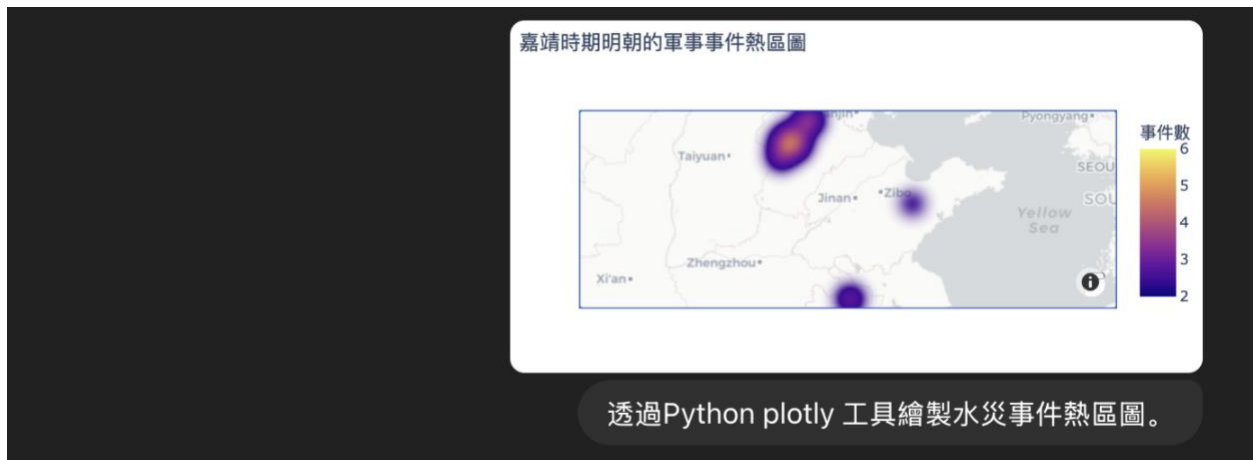 嘉靖時期明朝的軍事事件熱區圖
Pyongyang
事件數
6
Taiyuan
SEOU
5
Jinan
Zibo
SOU
Yellow
Sea
4
Zhengzhou
3
Xi'an
2
透過Python plotly 工具繪製水災事件熱區圖。